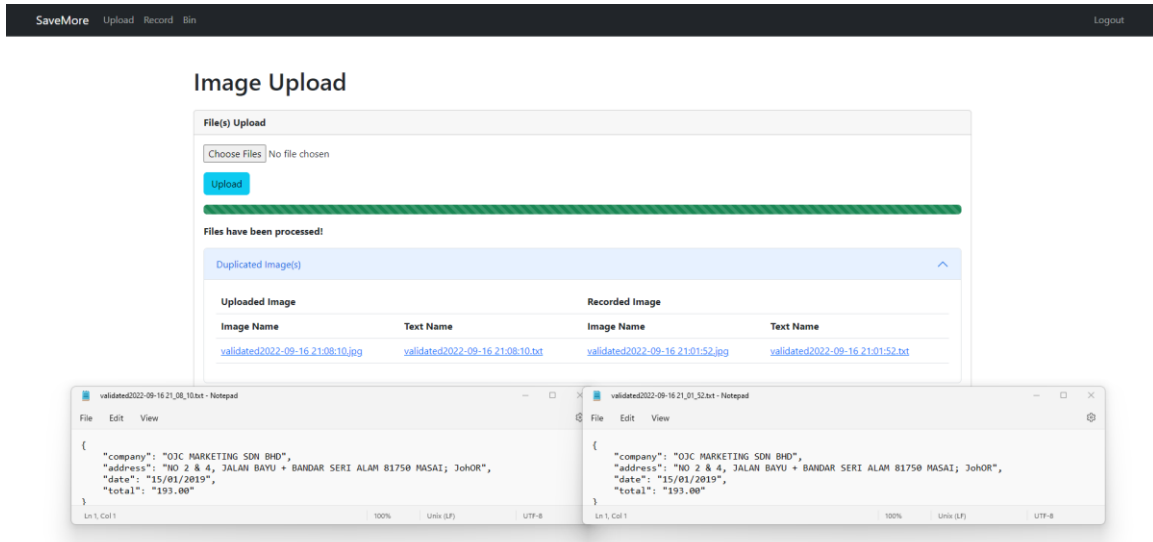 SaveMore Upload Record Bin Logout
Image Upload
File(s) Upload
Choose Files No file chosen
Upload
Files have been processed!
Duplicated Image(s)
Uploaded Image Recorded Image
Image Name Text Name Image Name Text Name
validated2022-09-16 21:08:10.jpg validated2022-09-16 21:08:10.txt validated2022-09-16 21:01:52.jpg validated2022-09-16 21:01:52.txt
validated2022-09-16 21_08_10.txt - Notepad
File Edit View
{
"company": "OJC MARKETING SDN BHD",
"address": "NO 2 & 4, JALAN BAYU + BANDAR SERI ALAM 81750 MASAI; JohOR",
"date": "15/01/2019",
"total": "193.00"
}
Ln 1, Col 1 100% Unix (LF) UTF-8
validated2022-09-16 21_01_52.txt - Notepad
File Edit View
{
"company": "OJC MARKETING SDN BHD",
"address": "NO 2 & 4, JALAN BAYU + BANDAR SERI ALAM 81750 MASAI; JohOR",
"date": "15/01/2019",
"total": "193.00"
}
Ln 1, Col 1 100% Unix (LF) UTF-8